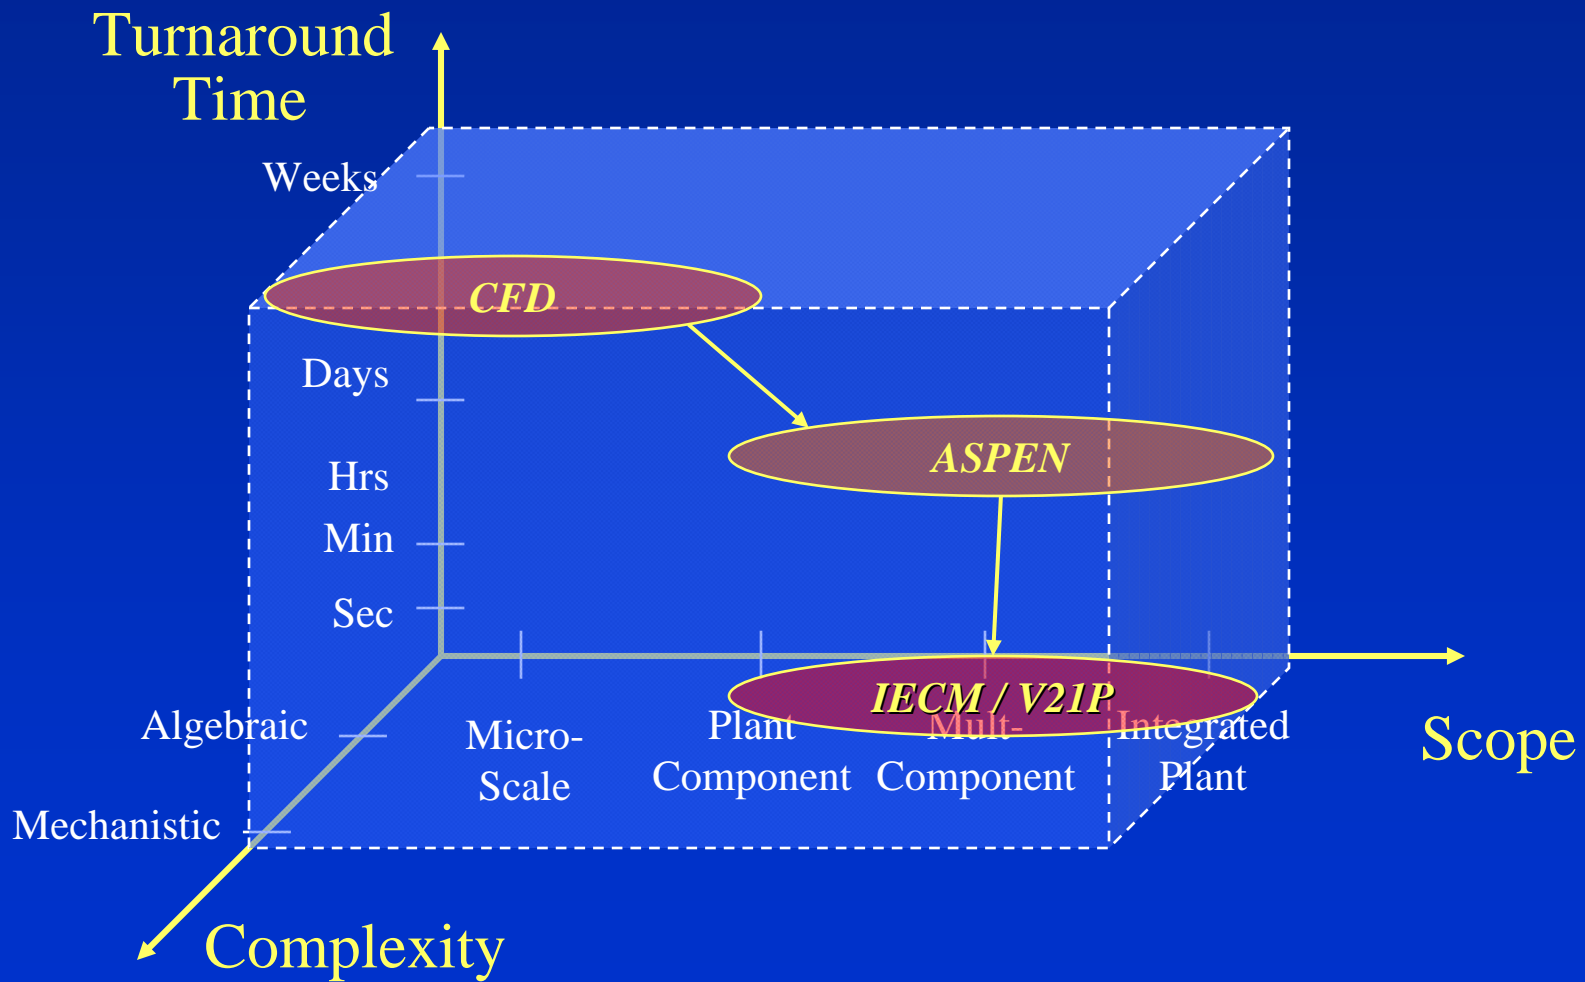 Turnaround
Time
Weeks
CFD
Days
ASPEN
Hrs
Min
Sec
IECM / V21P
Algebraic
Micro-
Scale
Plant
Component
Mult-
Component
Integrated
Plant
Scope
Mechanistic
Complexity